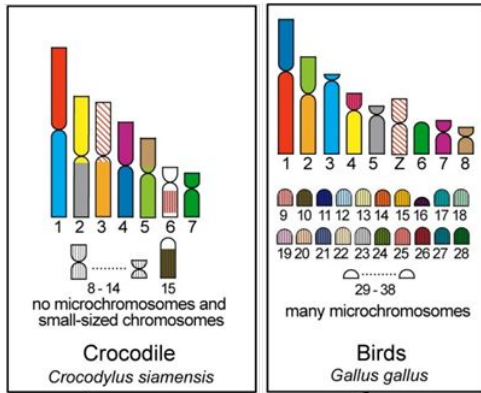 1 2 3 4 5 6 7
8 - 14 15
no microchromosomes and
small-sized chromosomes
Crocodile
Crocodylus siamensis
1 2 3 4 5 Z 6 7 8
9 10 11 12 13 14 15 16 17 18
19 20 21 22 23 24 25 26 27 28
29 - 38
many microchromosomes
Birds
Gallus gallus